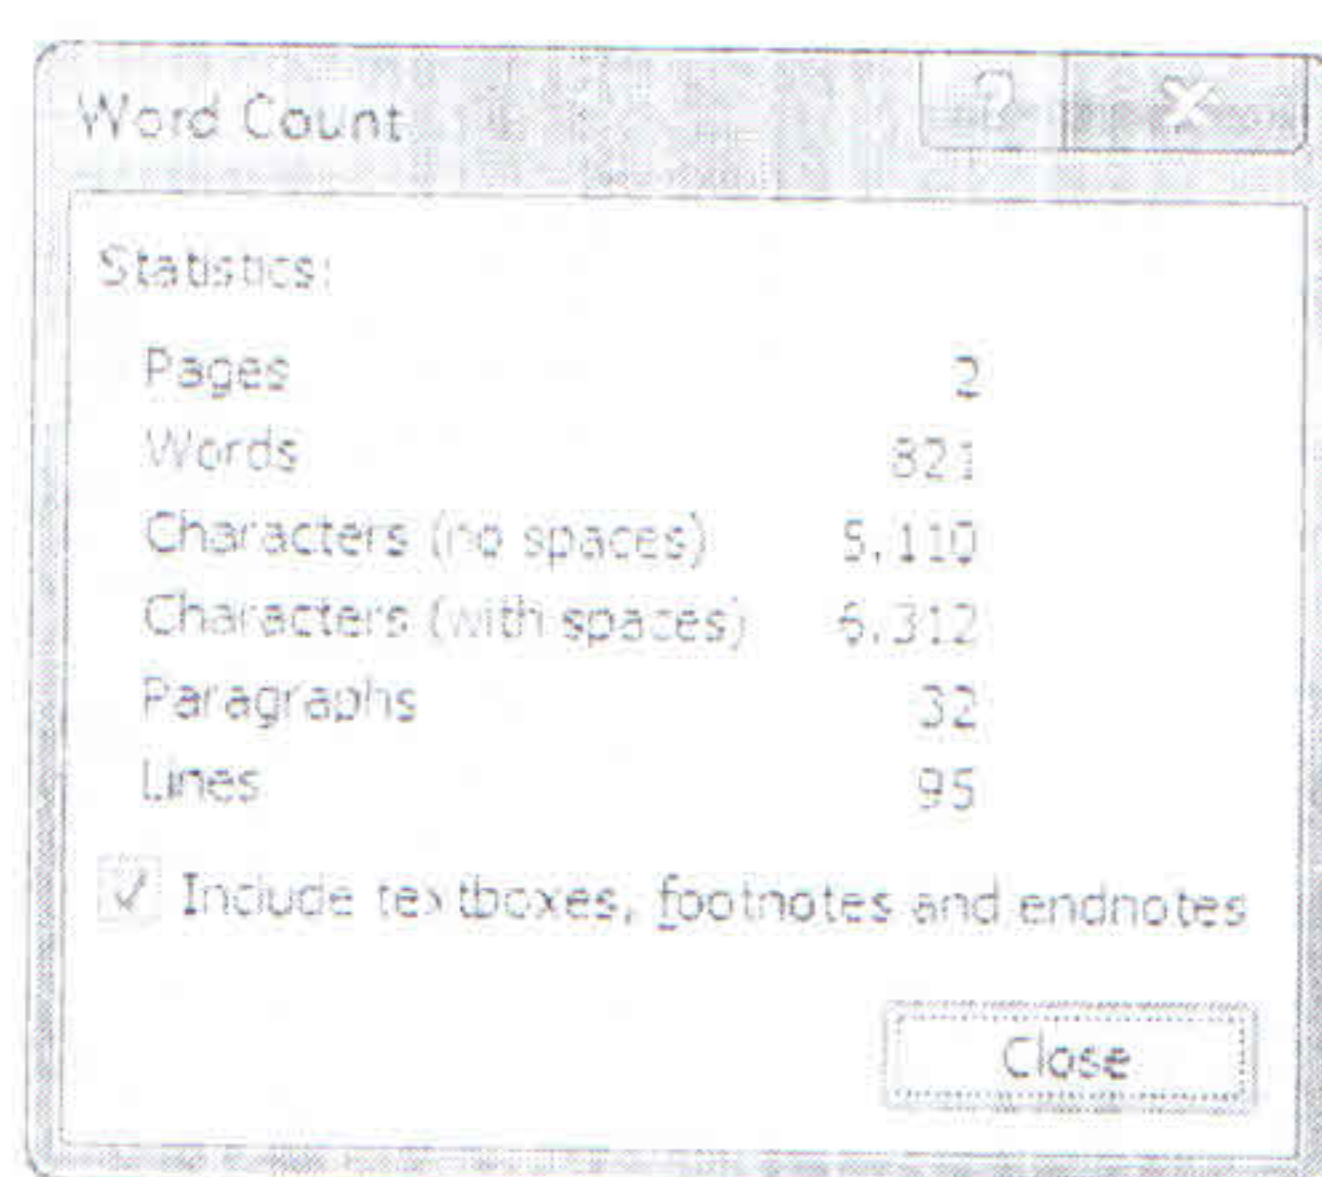 Word Count
Statistics:
Pages 2
Words 821
Characters (no spaces) 5,110
Characters (with spaces) 6,312
Paragraphs 32
Lines 95
Include textboxes, footnotes and endnotes
Close